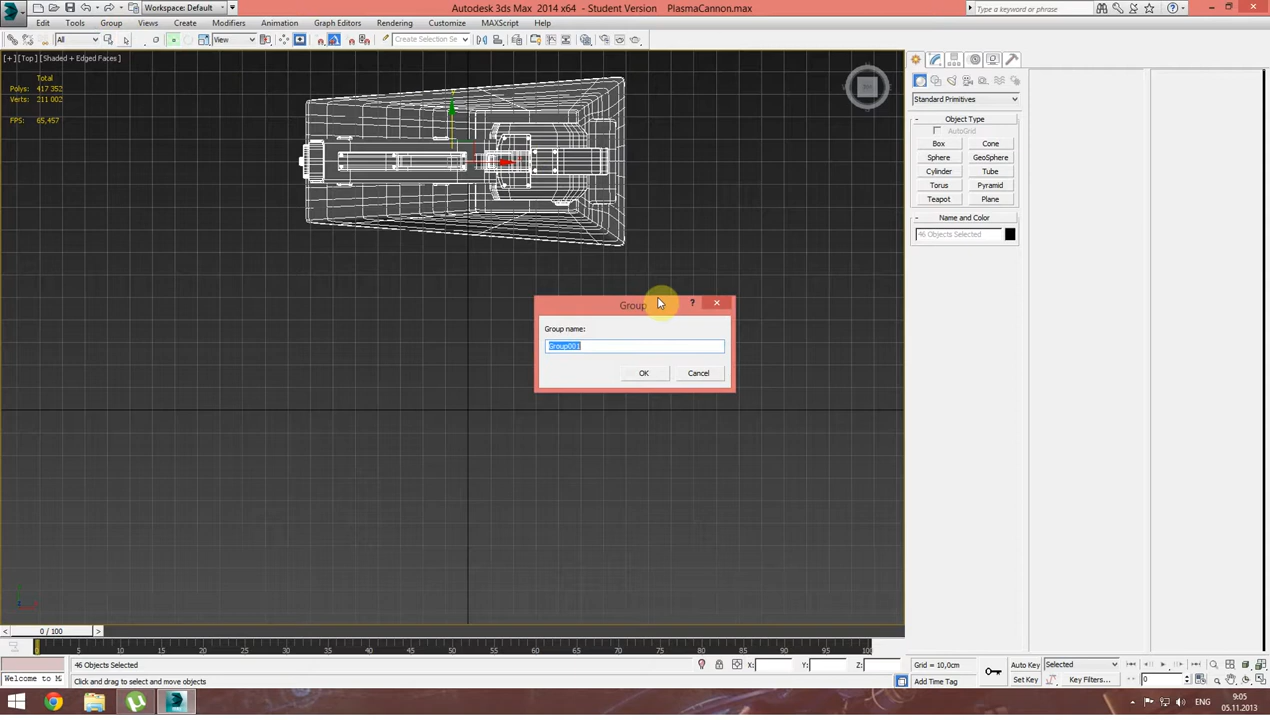 Workspace: Default
Autodesk 3ds Max 2014 x64 - Student Version PlasmaCannon.max
Type a keyword or phrase
Edit Tools Group Views Create Modifiers Animation Graph Editors Rendering Customize MAXScript Help
All
View
Create Selection Se
[+] [Top] [Shaded + Edged Faces]
Total
Polys: 417 352
Verts: 211 002
FPS: 65,457
Standard Primitives
- Object Type
AutoGrid
Box Cone
Sphere GeoSphere
Cylinder Tube
Torus Pyramid
Teapot Plane
- Name and Color
46 Objects Selected
Group
? ×
Group name:
Group001
OK Cancel
< 0 / 100 >
0 5 10 15 20 25 30 35 40 45 50 55 60 65 70 75 80 85 90 95 100
46 Objects Selected
X: Y: Z:
Grid = 10,0cm
Auto Key Selected
Welcome to M
Click and drag to select and move objects
Add Time Tag
Set Key Key Filters... 0
ENG
9:05
05.11.2013